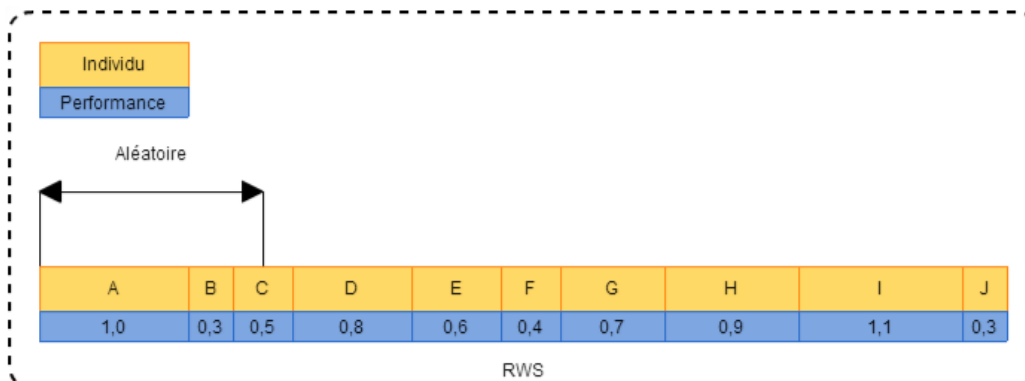 Individu
Performance
Aléatoire
A B C D E F G H I J
1,0 0,3 0,5 0,8 0,6 0,4 0,7 0,9 1,1 0,3
RWS